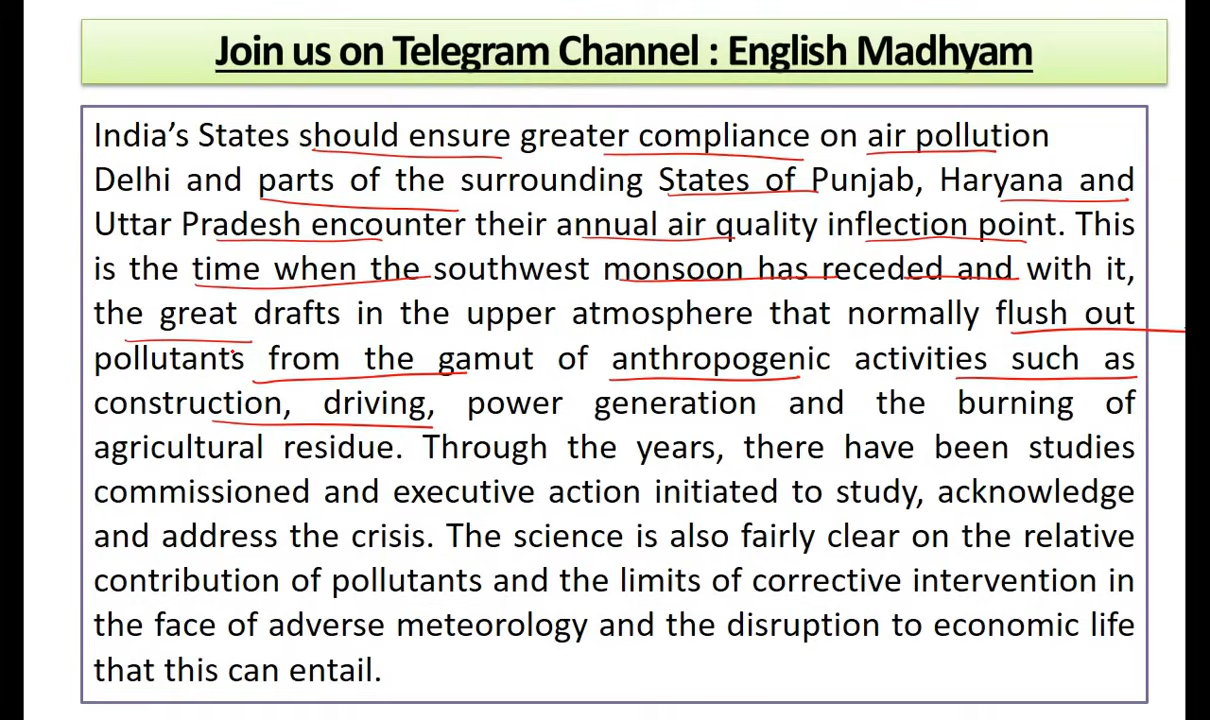 Join us on Telegram Channel : English Madhyam
India's States should ensure greater compliance on air pollution
Delhi and parts of the surrounding States of Punjab, Haryana and
Uttar Pradesh encounter their annual air quality inflection point. This
is the time when the southwest monsoon has receded and with it,
the great drafts in the upper atmosphere that normally flush out
pollutants from the gamut of anthropogenic activities such as
construction, driving, power generation and the burning of
agricultural residue. Through the years, there have been studies
commissioned and executive action initiated to study, acknowledge
and address the crisis. The science is also fairly clear on the relative
contribution of pollutants and the limits of corrective intervention in
the face of adverse meteorology and the disruption to economic life
that this can entail.